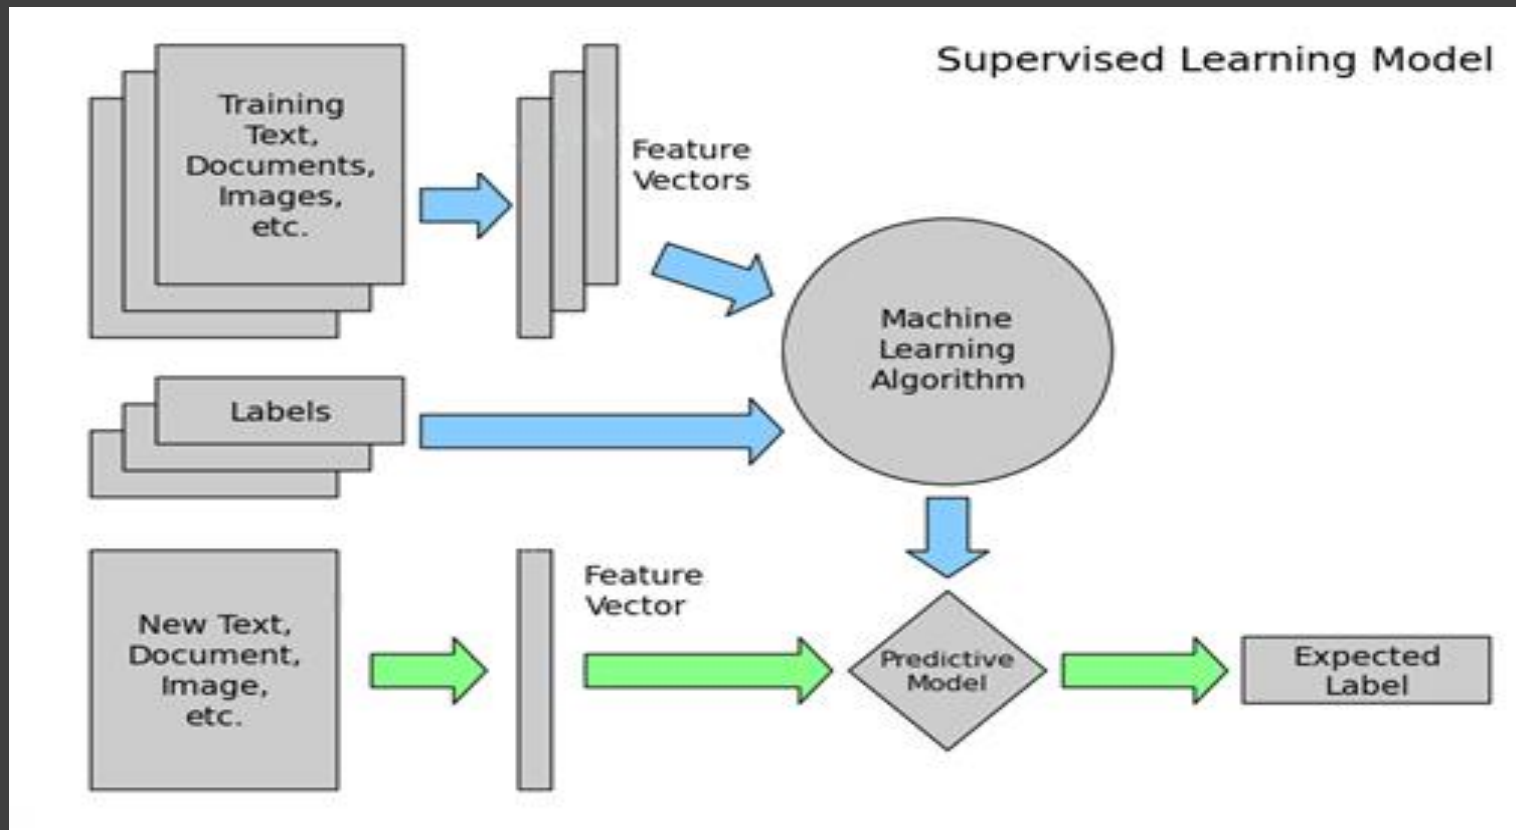 Supervised Learning Model
Training
Text,
Documents,
Images,
etc.
Feature
Vectors
Machine
Learning
Algorithm
Labels
New Text,
Document,
Image,
etc.
Feature
Vector
Predictive
Model
Expected
Label